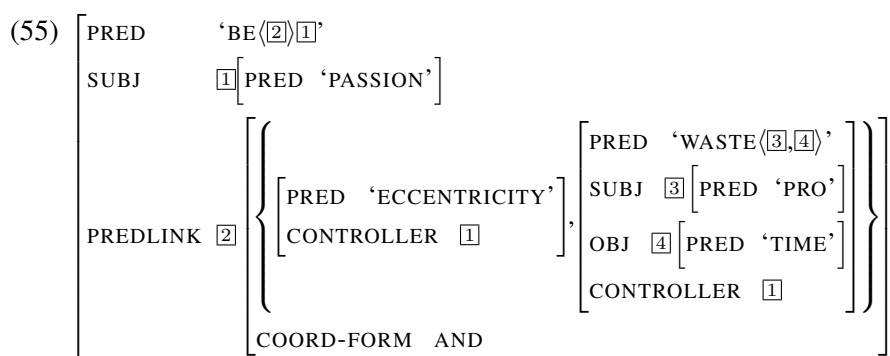 (55) PRED ‘BE⟨2⟩1’
SUBJ 1[PRED ‘PASSION’]
PREDLINK 2[{[PRED ‘ECCENTRICITY’
CONTROLLER 1],
[PRED ‘WASTE⟨3,4⟩’
SUBJ 3[PRED ‘PRO’]
OBJ 4[PRED ‘TIME’]
CONTROLLER 1]}
COORD-FORM AND]